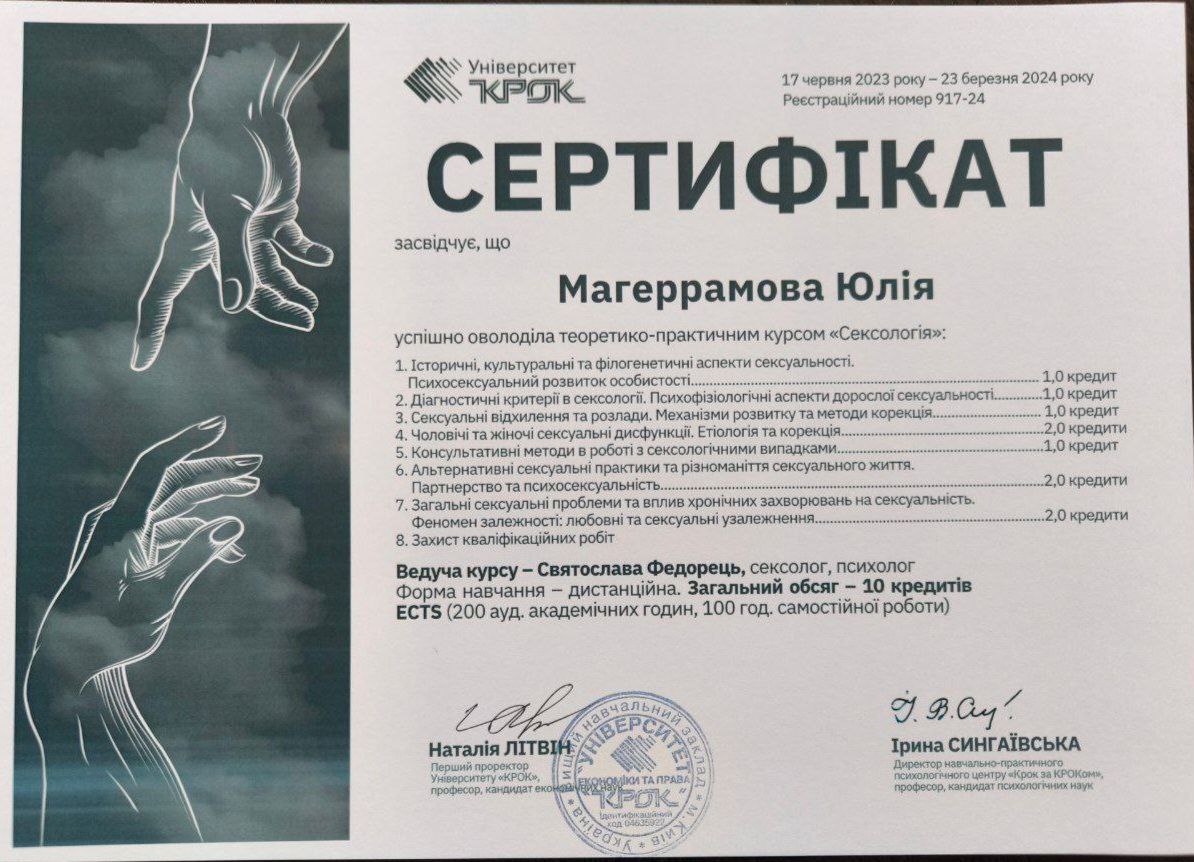 Університет
КРОК
17 червня 2023 року – 23 березня 2024 року
Реєстраційний номер 917-24
СЕРТИФІКАТ
засвідчує, що
Магеррамова Юлія
успішно оволоділа теоретико-практичним курсом «Сексологія»:
1. Історичні, культуральні та філогенетичні аспекти сексуальності.
Психосексуальний розвиток особистості.......... 1,0 кредит
2. Діагностичні критерії в сексології. Психофізіологічні аспекти дорослої сексуальності..........1,0 кредит
3. Сексуальні відхилення та розлади. Механізми розвитку та методи корекція.......... 1,0 кредит
4. Чоловічі та жіночі сексуальні дисфункції. Етіологія та корекція..........2,0 кредити
5. Консультативні методи в роботі з сексологічними випадками..........1,0 кредит
6. Альтернативні сексуальні практики та різноманіття сексуального життя.
Партнерство та психосексуальність..........2,0 кредити
7. Загальні сексуальні проблеми та вплив хронічних захворювань на сексуальність.
Феномен залежності: любовні та сексуальні узалежнення..........2,0 кредити
8. Захист кваліфікаційних робіт
Ведуча курсу – Святослава Федорець, сексолог, психолог
Форма навчання – дистанційна. Загальний обсяг – 10 кредитів
ECTS (200 ауд. академічних годин, 100 год. самостійної роботи)
Наталія ЛІТВІН
Перший проректор
Університету «КРОК»,
професор, кандидат економічних наук
Вищий навчальний заклад * м.Київ * Україна *
"УНІВЕРСИТЕТ
ЕКОНОМІКИ ТА ПРАВА
КРОК"
Ідентифікаційний
код 04635922
Ірина СИНГАЇВСЬКА
Директор навчально-практичного
психологічного центру «Крок за КРОКом»,
професор, кандидат психологічних наук